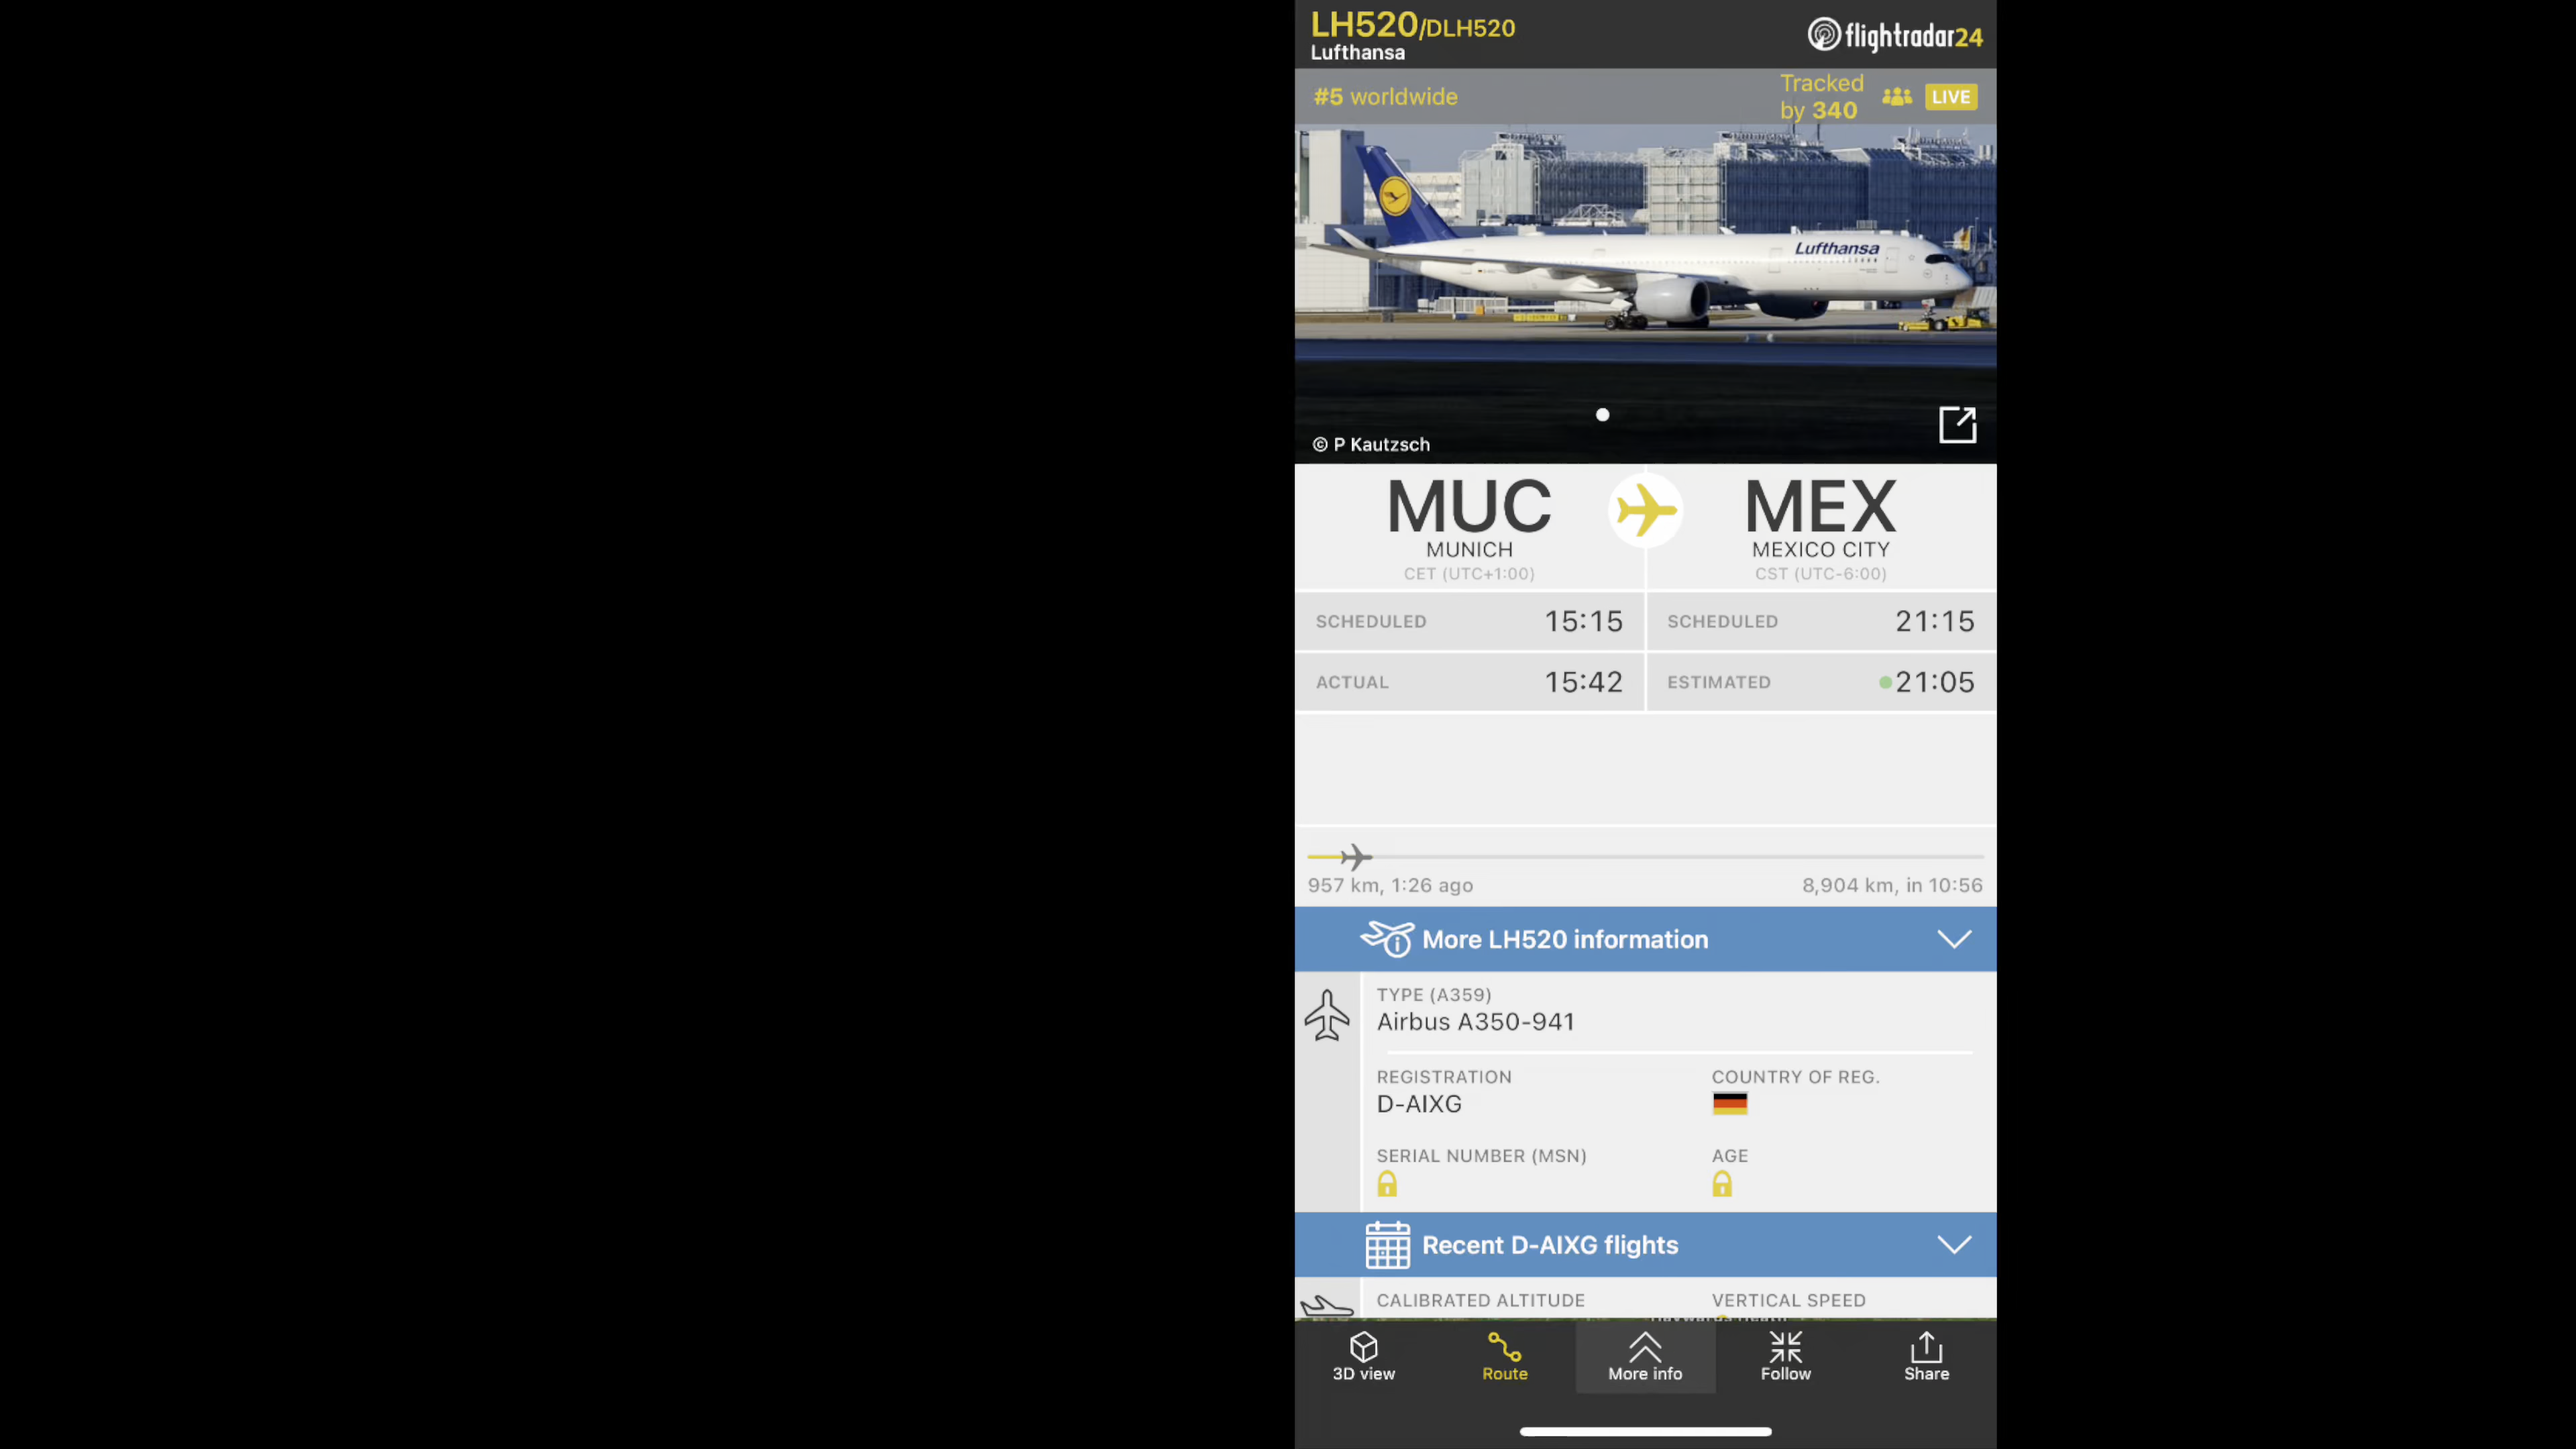 LH520/DLH520
Lufthansa
flightradar24
#5 worldwide
Tracked
by 340
LIVE
Lufthansa
© P Kautzsch
MUC
MUNICH
CET (UTC+1:00)
MEX
MEXICO CITY
CST (UTC-6:00)
SCHEDULED 15:15
SCHEDULED 21:15
ACTUAL 15:42
ESTIMATED 21:05
957 km, 1:26 ago
8,904 km, in 10:56
More LH520 information
TYPE (A359)
Airbus A350-941
REGISTRATION
D-AIXG
COUNTRY OF REG.
SERIAL NUMBER (MSN)
AGE
Recent D-AIXG flights
CALIBRATED ALTITUDE
VERTICAL SPEED
3D view
Route
More info
Follow
Share